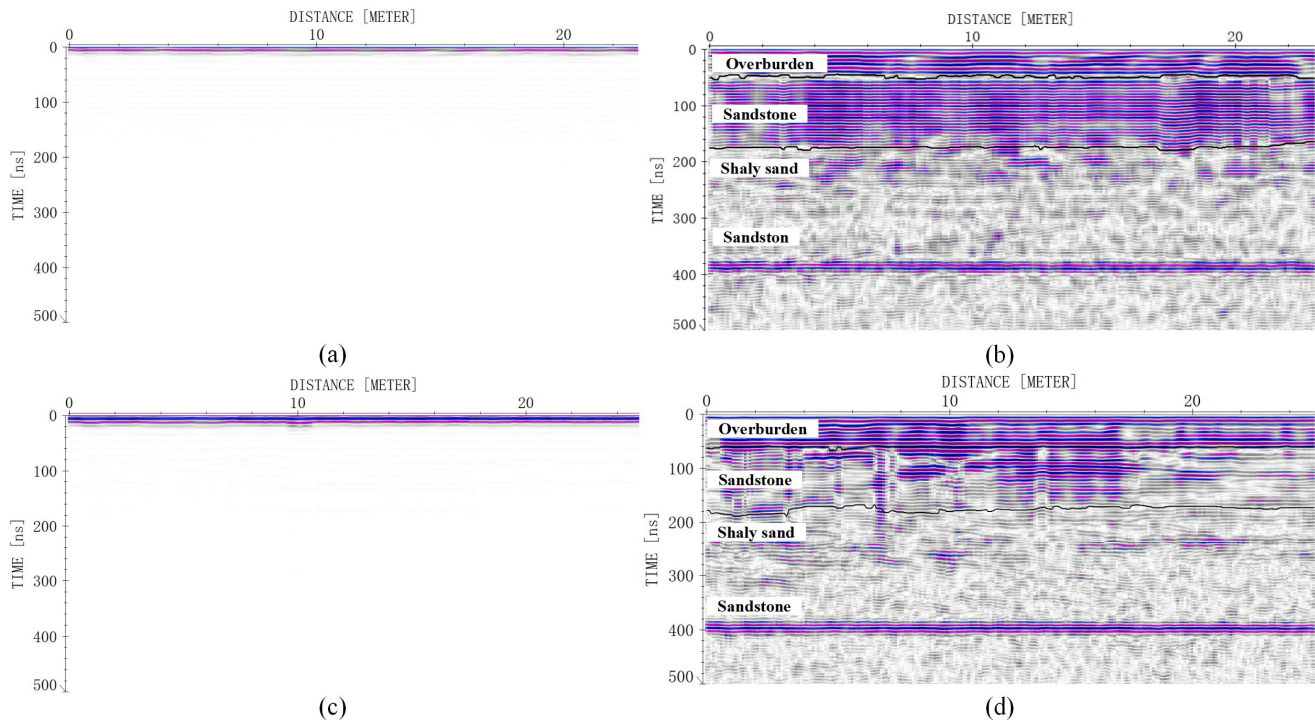 DISTANCE [METER]
0 10 20
0
100
200
300
400
500
TIME [ns]
(a)
DISTANCE [METER]
0 10 20
0
100
200
300
400
500
TIME [ns]
Overburden
Sandstone
Shaly sand
Sandston
(b)
DISTANCE [METER]
0 10 20
0
100
200
300
400
500
TIME [ns]
(c)
DISTANCE [METER]
0 10 20
0
100
200
300
400
500
TIME [ns]
Overburden
Sandstone
Shaly sand
Sandstone
(d)